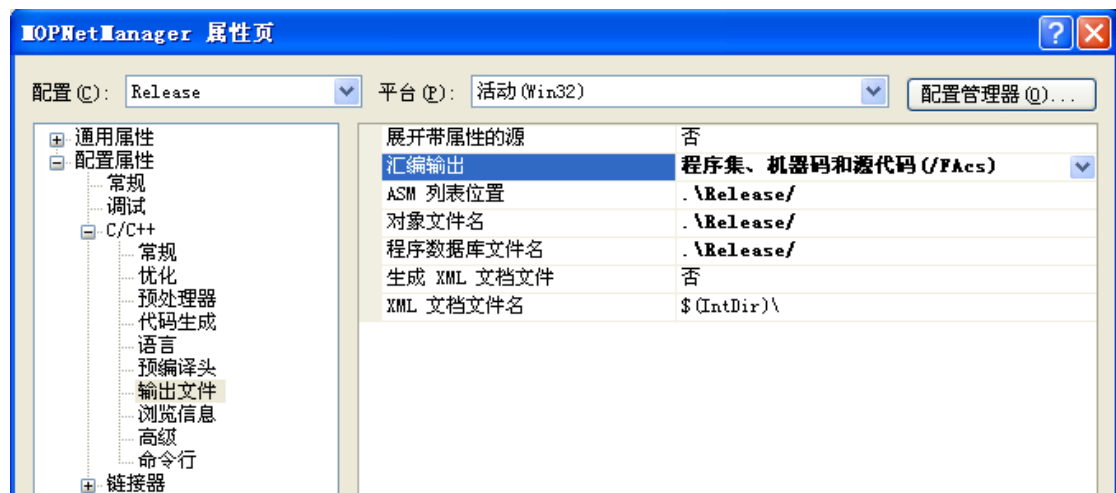 MOPNetManager 属性页
配置(C): Release 平台(P): 活动(Win32) 配置管理器(O)...
通用属性
配置属性
常规
调试
C/C++
常规
优化
预处理器
代码生成
语言
预编译头
输出文件
浏览信息
高级
命令行
链接器
展开带属性的源 否
汇编输出 程序集、机器码和源代码(/FAcs)
ASM 列表位置 .\Release/
对象文件名 .\Release/
程序数据库文件名 .\Release/
生成 XML 文档文件 否
XML 文档文件名 $(IntDir)\